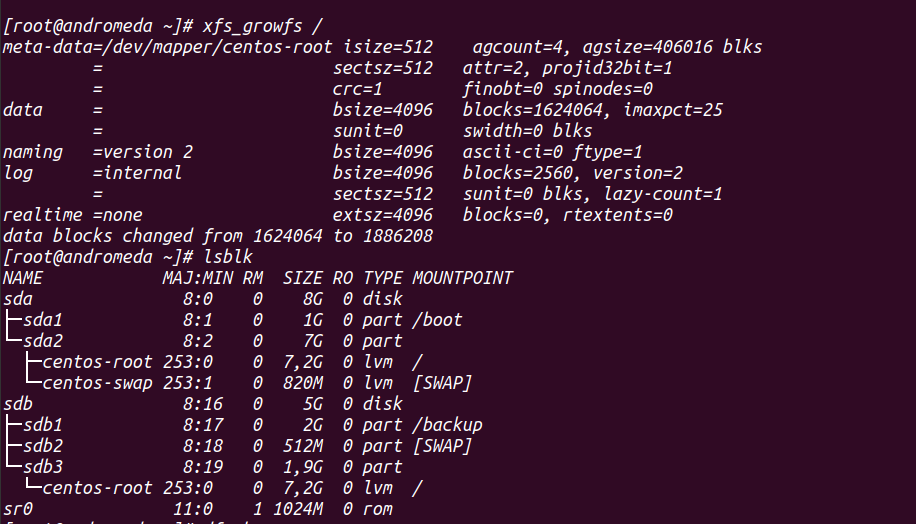 [root@andromeda ~]# xfs_growfs /
meta-data=/dev/mapper/centos-root isize=512    agcount=4, agsize=406016 blks
         =                       sectsz=512   attr=2, projid32bit=1
         =                       crc=1        finobt=0 spinodes=0
data     =                       bsize=4096   blocks=1624064, imaxpct=25
         =                       sunit=0      swidth=0 blks
naming   =version 2              bsize=4096   ascii-ci=0 ftype=1
log      =internal               bsize=4096   blocks=2560, version=2
         =                       sectsz=512   sunit=0 blks, lazy-count=1
realtime =none                   extsz=4096   blocks=0, rtextents=0
data blocks changed from 1624064 to 1886208
[root@andromeda ~]# lsblk
NAME            MAJ:MIN RM  SIZE RO TYPE MOUNTPOINT
sda               8:0    0    8G  0 disk
├─sda1            8:1    0    1G  0 part /boot
└─sda2            8:2    0    7G  0 part
  ├─centos-root 253:0    0  7,2G  0 lvm  /
  └─centos-swap 253:1    0  820M  0 lvm  [SWAP]
sdb               8:16   0    5G  0 disk
├─sdb1            8:17   0    2G  0 part /backup
├─sdb2            8:18   0  512M  0 part [SWAP]
└─sdb3            8:19   0  1,9G  0 part
  └─centos-root 253:0    0  7,2G  0 lvm  /
sr0              11:0    1 1024M  0 rom